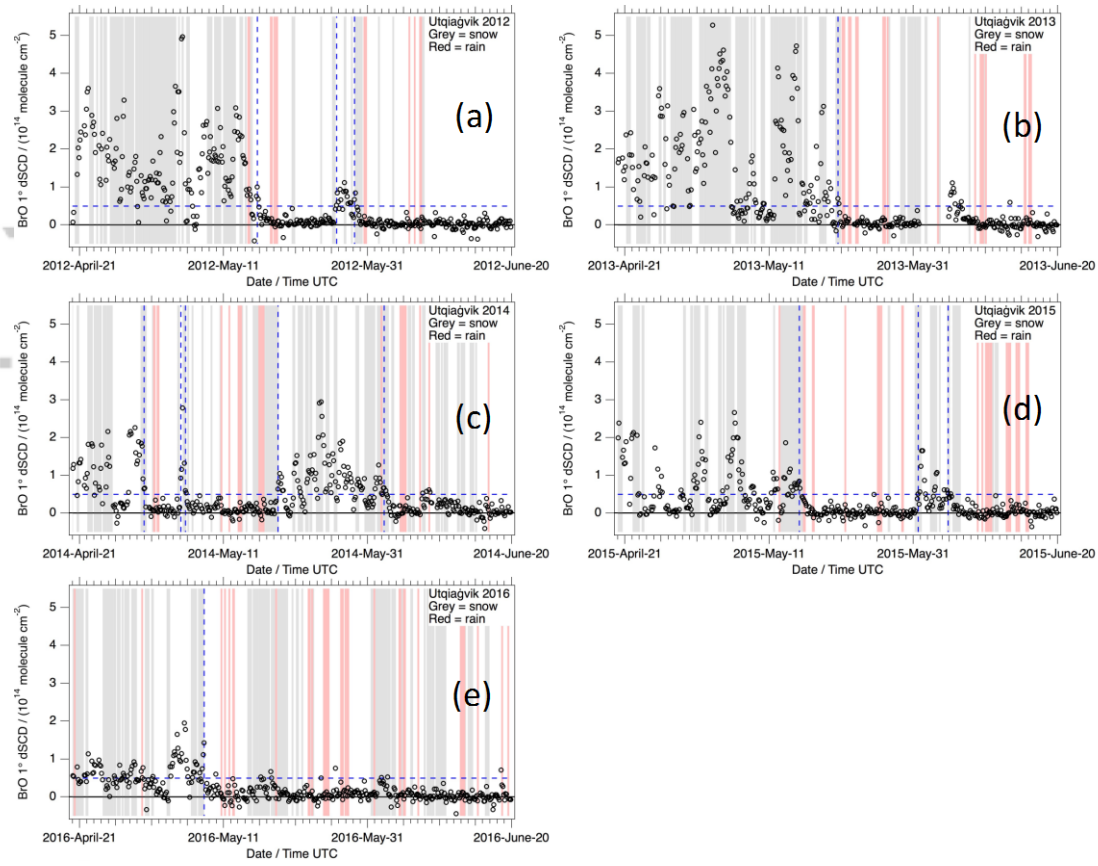 Utqiaġvik 2012
Grey = snow
Red = rain
(a)
BrO 1° dSCD / (10¹⁴ molecule cm⁻²)
5
4
3
2
1
0
2012-April-21 2012-May-11 2012-May-31 2012-June-20
Date / Time UTC
Utqiaġvik 2013
Grey = snow
Red = rain
(b)
BrO 1° dSCD / (10¹⁴ molecule cm⁻²)
5
4
3
2
1
0
2013-April-21 2013-May-11 2013-May-31 2013-June-20
Date / Time UTC
Utqiaġvik 2014
Grey = snow
Red = rain
(c)
BrO 1° dSCD / (10¹⁴ molecule cm⁻²)
5
4
3
2
1
0
2014-April-21 2014-May-11 2014-May-31 2014-June-20
Date / Time UTC
Utqiaġvik 2015
Grey = snow
Red = rain
(d)
BrO 1° dSCD / (10¹⁴ molecule cm⁻²)
5
4
3
2
1
0
2015-April-21 2015-May-11 2015-May-31 2015-June-20
Date / Time UTC
Utqiaġvik 2016
Grey = snow
Red = rain
(e)
BrO 1° dSCD / (10¹⁴ molecule cm⁻²)
5
4
3
2
1
0
2016-April-21 2016-May-11 2016-May-31 2016-June-20
Date / Time UTC